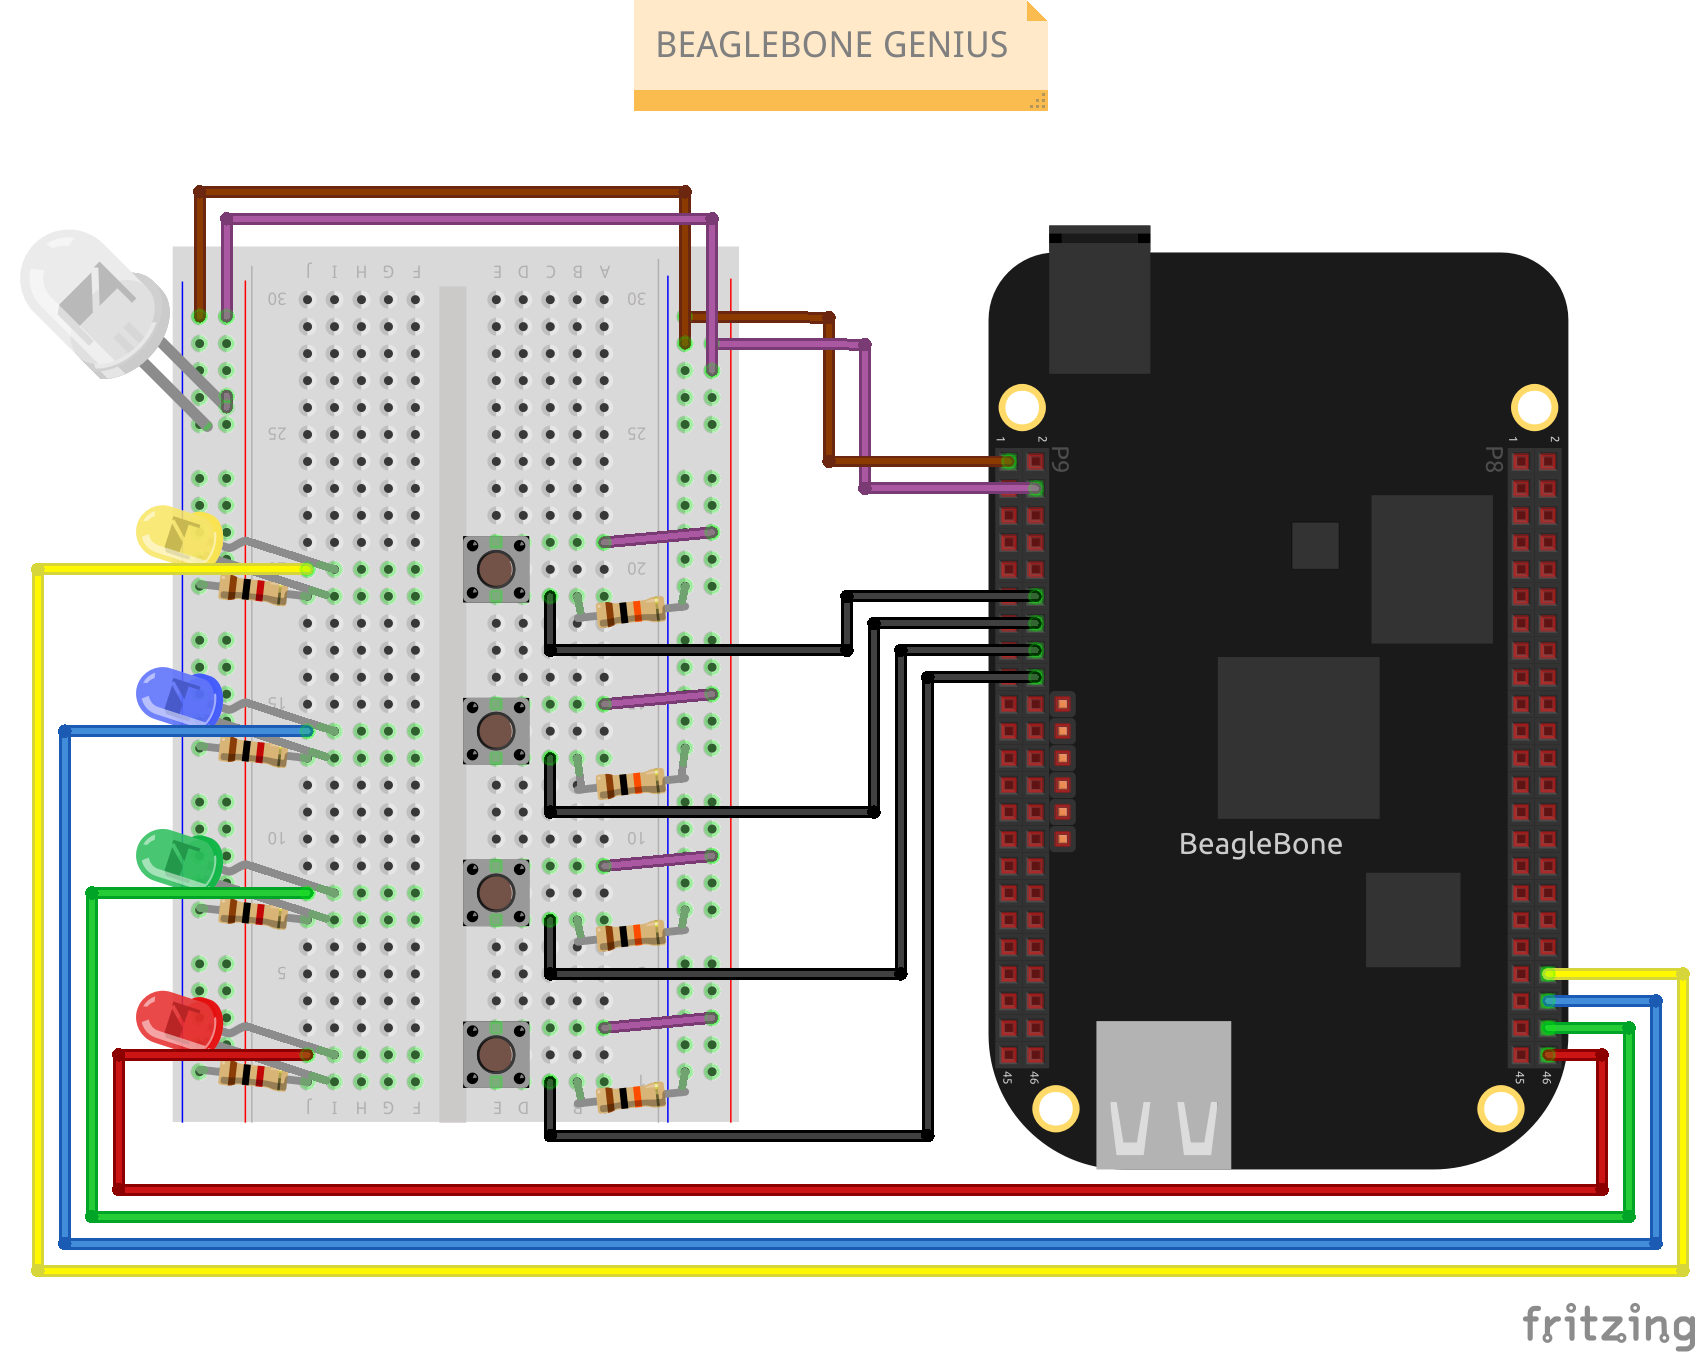 BEAGLEBONE GENIUS
J I H G F E D C B A
30 30
25 25
1 2 P9 P8 1 2
20
15
BeagleBone
10 10
5
45 46 45 46
J I H G F E D B
fritzing